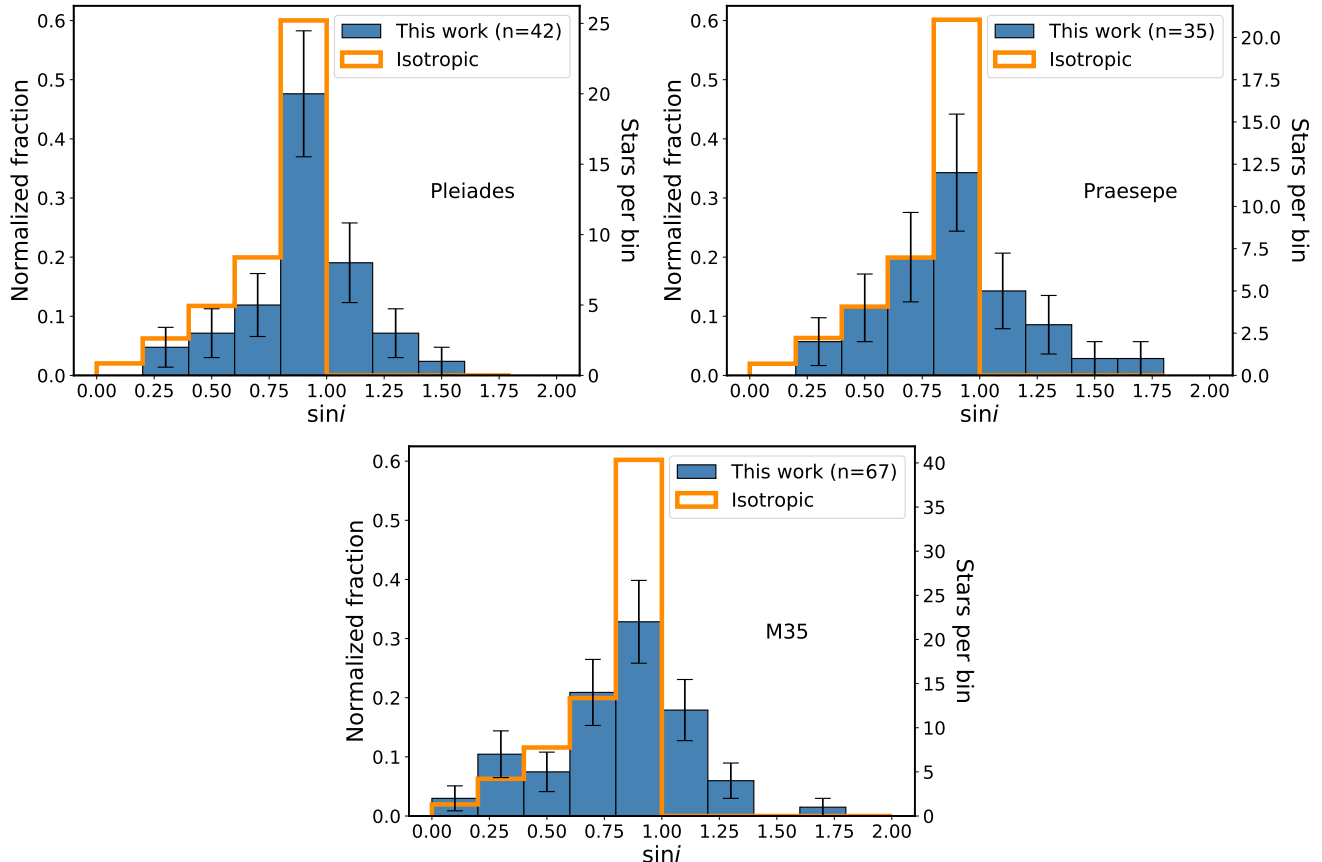 This work (n=42)
Isotropic
Pleiades
Normalized fraction
Stars per bin
0.6
0.5
0.4
0.3
0.2
0.1
0.0
25
20
15
10
5
0
0.00 0.25 0.50 0.75 1.00 1.25 1.50 1.75 2.00
sini
This work (n=35)
Isotropic
Praesepe
Normalized fraction
Stars per bin
0.6
0.5
0.4
0.3
0.2
0.1
0.0
20.0
17.5
15.0
12.5
10.0
7.5
5.0
2.5
0.0
0.00 0.25 0.50 0.75 1.00 1.25 1.50 1.75 2.00
sini
This work (n=67)
Isotropic
M35
Normalized fraction
Stars per bin
0.6
0.5
0.4
0.3
0.2
0.1
0.0
40
35
30
25
20
15
10
5
0
0.00 0.25 0.50 0.75 1.00 1.25 1.50 1.75 2.00
sini